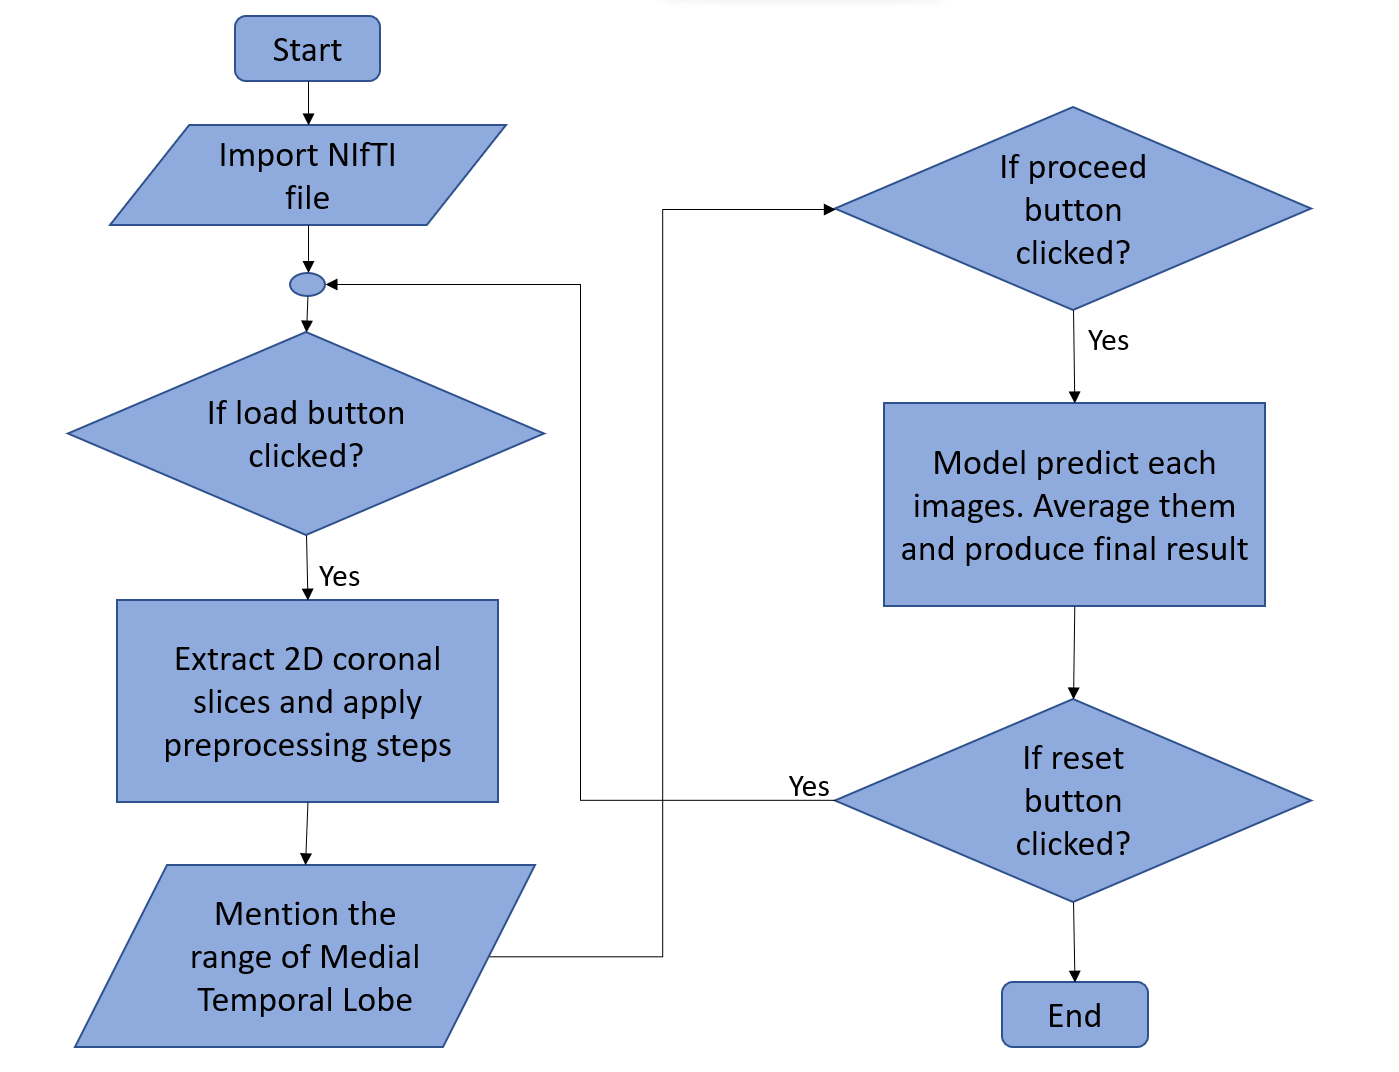 Start
Import NIfTI
file
If load button
clicked?
Yes
Extract 2D coronal
slices and apply
preprocessing steps
Mention the
range of Medial
Temporal Lobe
If proceed
button
clicked?
Yes
Model predict each
images. Average them
and produce final result
If reset
button
clicked?
Yes
End